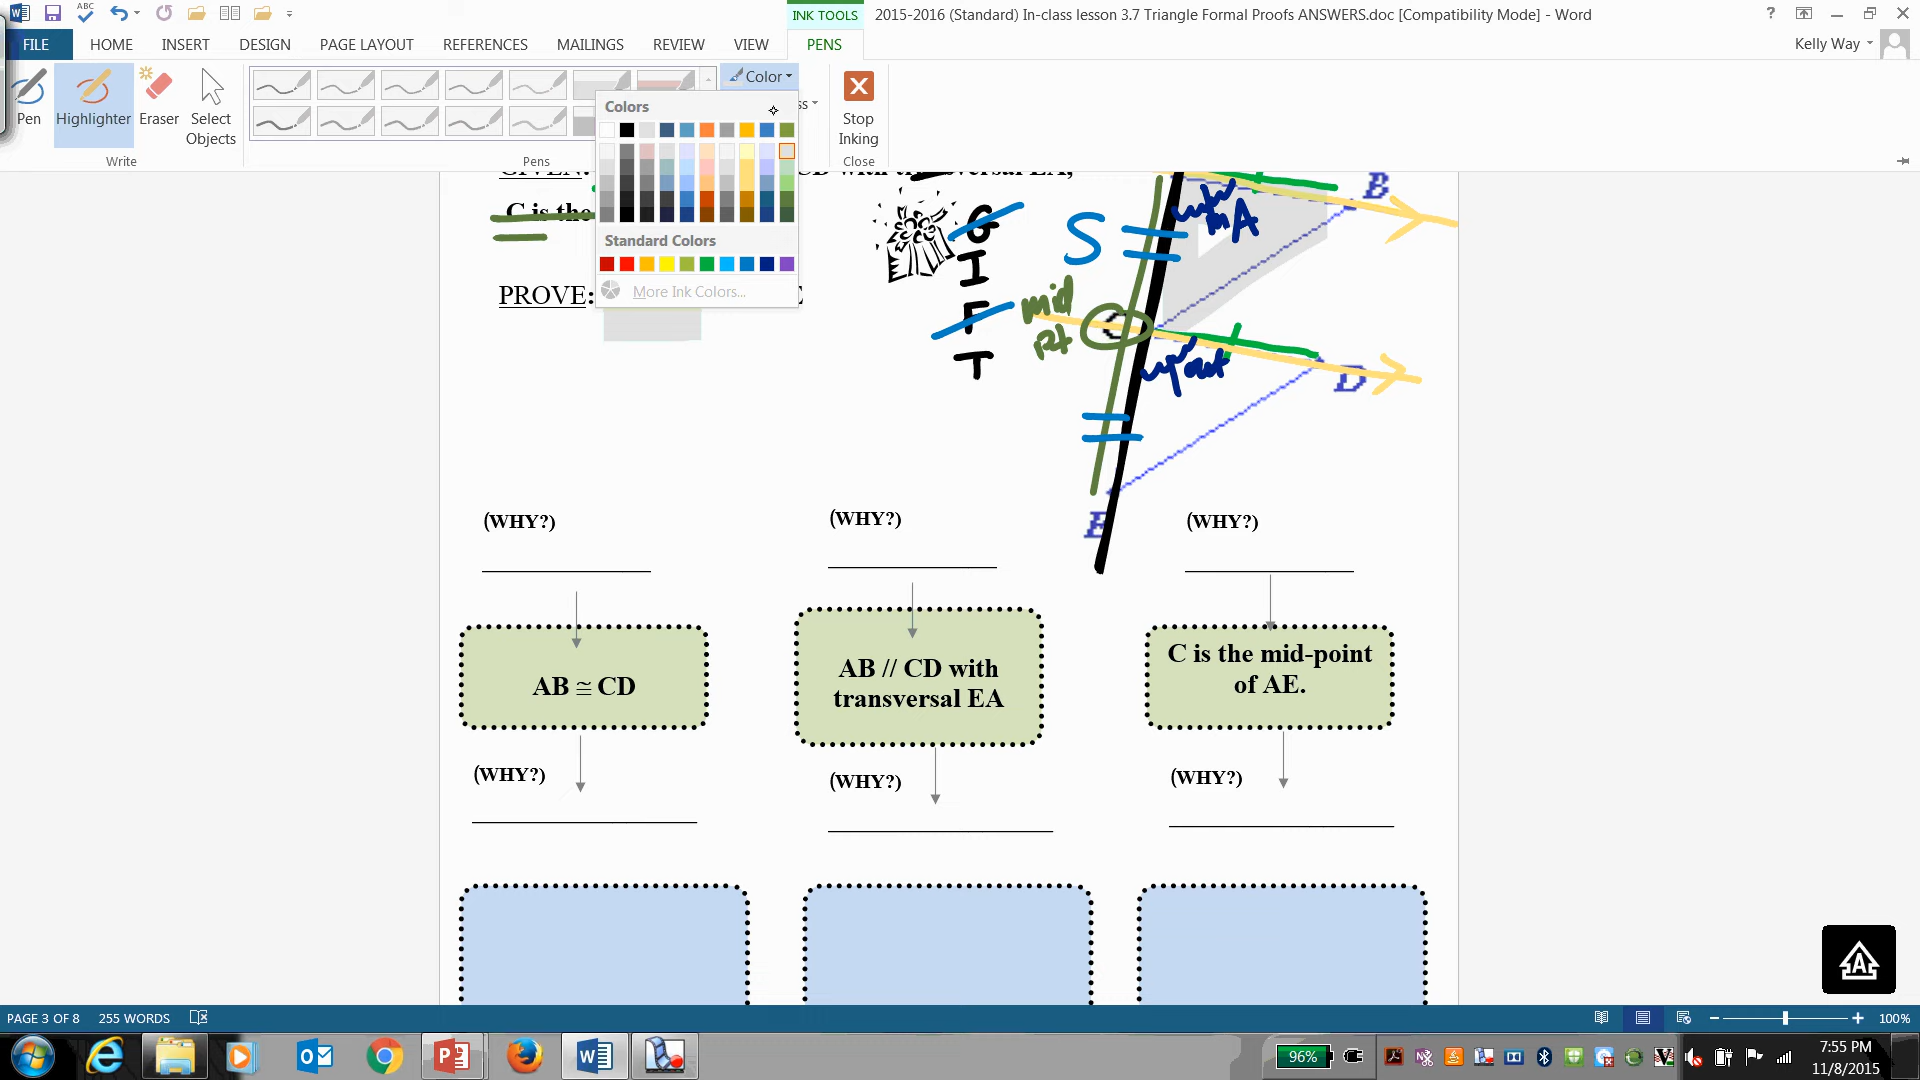 INK TOOLS
2015-2016 (Standard) In-class lesson 3.7 Triangle Formal Proofs ANSWERS.doc [Compatibility Mode] - Word
FILE HOME INSERT DESIGN PAGE LAYOUT REFERENCES MAILINGS REVIEW VIEW PENS
Kelly Way
Pen Highlighter Eraser Select Objects
Color
Stop Inking
Write Pens Close
Colors
Standard Colors
More Ink Colors...
C is the
PROVE:
G
I
F
T
S
mid
pt
B
in A
out
D
E
(WHY?) (WHY?) (WHY?)
AB ≅ CD
AB // CD with
transversal EA
C is the mid-point
of AE.
(WHY?) (WHY?) (WHY?)
PAGE 3 OF 8 255 WORDS
100%
96%
7:55 PM
11/8/2015